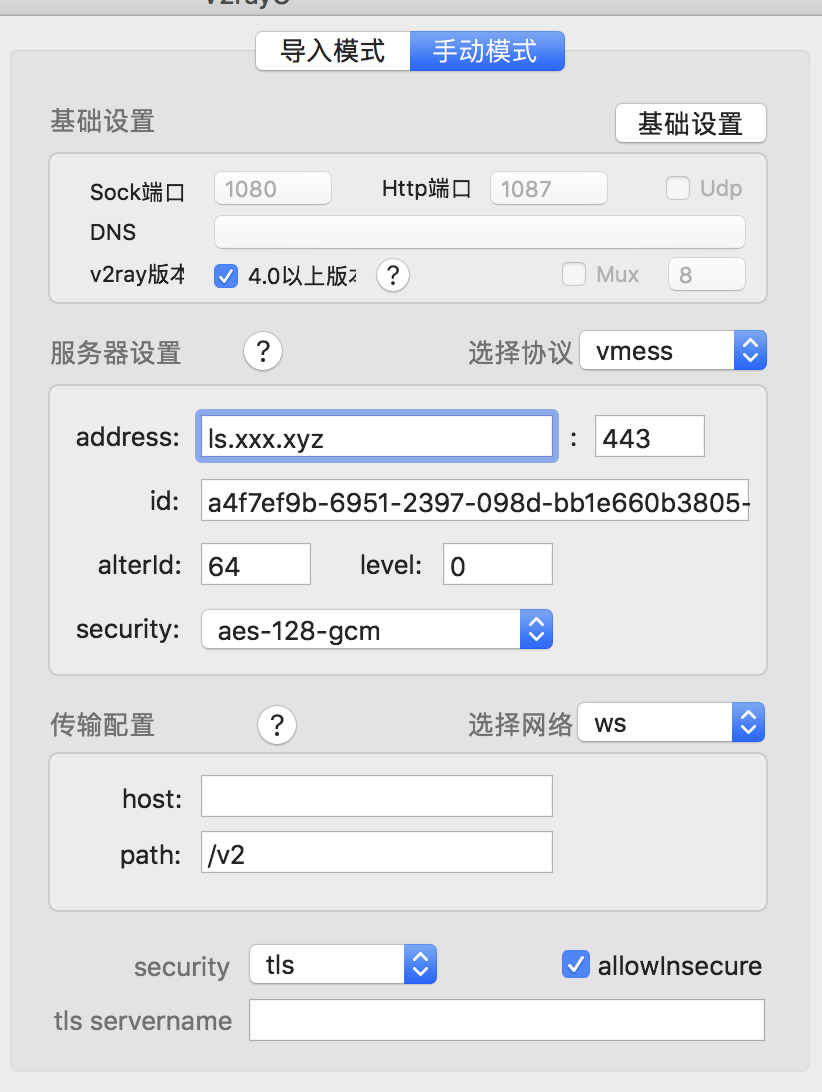 导入模式 手动模式
基础设置 基础设置
Sock端口 1080 Http端口 1087 Udp
DNS
v2ray版本 4.0以上版本 ? Mux 8
服务器设置 ? 选择协议 vmess
address: ls.xxx.xyz : 443
id: a4f7ef9b-6951-2397-098d-bb1e660b3805-
alterId: 64 level: 0
security: aes-128-gcm
传输配置 ? 选择网络 ws
host:
path: /v2
security tls allowInsecure
tls servername